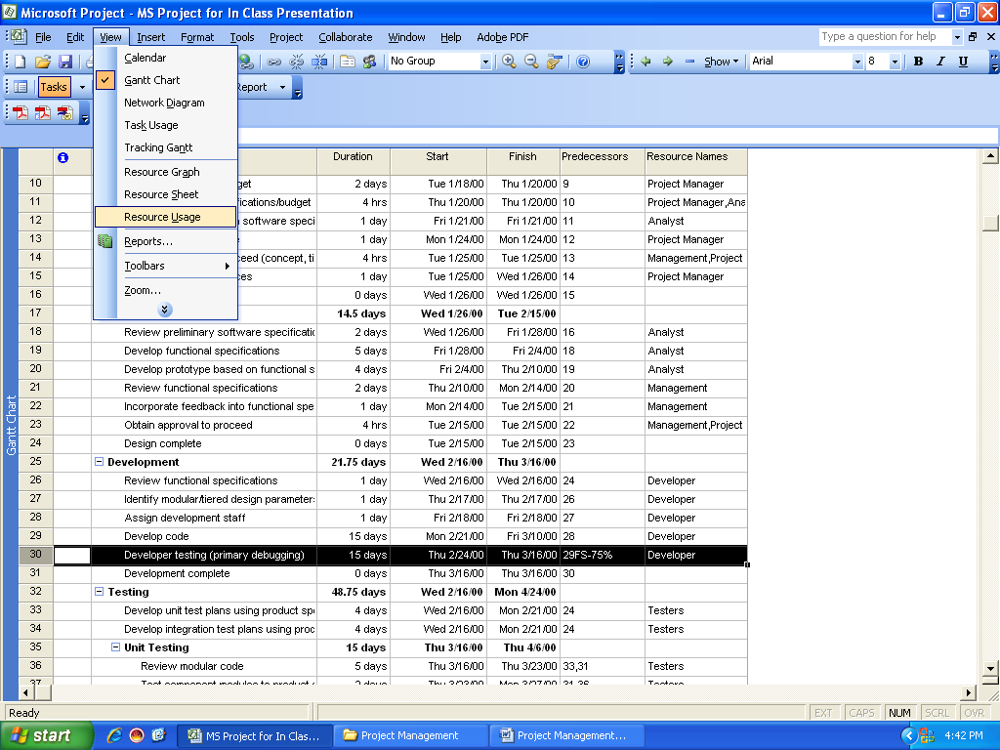 Microsoft Project - MS Project for In Class Presentation
File Edit View Insert Format Tools Project Collaborate Window Help Adobe PDF Type a question for help
No Group Show Arial 8 B I U
Tasks Report
Calendar
Gantt Chart
Network Diagram
Task Usage
Tracking Gantt
Resource Graph
Resource Sheet
Resource Usage
Reports...
Toolbars
Zoom...
Duration Start Finish Predecessors Resource Names
10 get 2 days Tue 1/18/00 Thu 1/20/00 9 Project Manager
11 fications/budget 4 hrs Thu 1/20/00 Thu 1/20/00 10 Project Manager,Ana
12 software speci 1 day Fri 1/21/00 Fri 1/21/00 11 Analyst
13 e 1 day Mon 1/24/00 Mon 1/24/00 12 Project Manager
14 ceed (concept, ti 4 hr Tue 1/25/00 Tue 1/25/00 13 Management,Project
15 ces 1 day Tue 1/25/00 Wed 1/26/00 14 Project Manager
16 0 days Wed 1/26/00 Wed 1/26/00 15
17 14.5 days Wed 1/26/00 Tue 2/15/00
18 Review preliminary software specificatio 2 days Wed 1/26/00 Fri 1/28/00 16 Analyst
19 Develop functional specifications 5 days Fri 1/28/00 Fri 2/4/00 18 Analyst
20 Develop prototype based on functional s 4 days Fri 2/4/00 Thu 2/10/00 19 Analyst
21 Review functional specifications 2 days Thu 2/10/00 Mon 2/14/00 20 Management
22 Incorporate feedback into functional spe 1 day Mon 2/14/00 Tue 2/15/00 21 Management
23 Obtain approval to proceed 4 hrs Tue 2/15/00 Tue 2/15/00 22 Management,Project
24 Design complete 0 days Tue 2/15/00 Tue 2/15/00 23
25 Development 21.75 days Wed 2/16/00 Thu 3/16/00
26 Review functional specifications 1 day Wed 2/16/00 Wed 2/16/00 24 Developer
27 Identify modular/tiered design parameters 1 day Thu 2/17/00 Thu 2/17/00 26 Developer
28 Assign development staff 1 day Fri 2/18/00 Fri 2/18/00 27 Developer
29 Develop code 15 days Mon 2/21/00 Fri 3/10/00 28 Developer
30 Developer testing (primary debugging) 15 days Thu 2/24/00 Thu 3/16/00 29FS-75% Developer
31 Development complete 0 days Thu 3/16/00 Thu 3/16/00 30
32 Testing 48.75 days Wed 2/16/00 Mon 4/24/00
33 Develop unit test plans using product spe 4 days Wed 2/16/00 Mon 2/21/00 24 Testers
34 Develop integration test plans using proc 4 days Wed 2/16/00 Mon 2/21/00 24 Testers
35 Unit Testing 15 days Thu 3/16/00 Thu 4/6/00
36 Review modular code 5 days Thu 3/16/00 Thu 3/23/00 33,31 Testers
37 Test component modules to product 2 days Thu 3/23/00 Mon 3/27/00 31,36 Testers
Gantt Chart
Ready EXT CAPS NUM SCRL OVR
start MS Project for In Clas... Project Management Project Management... 4:42 PM